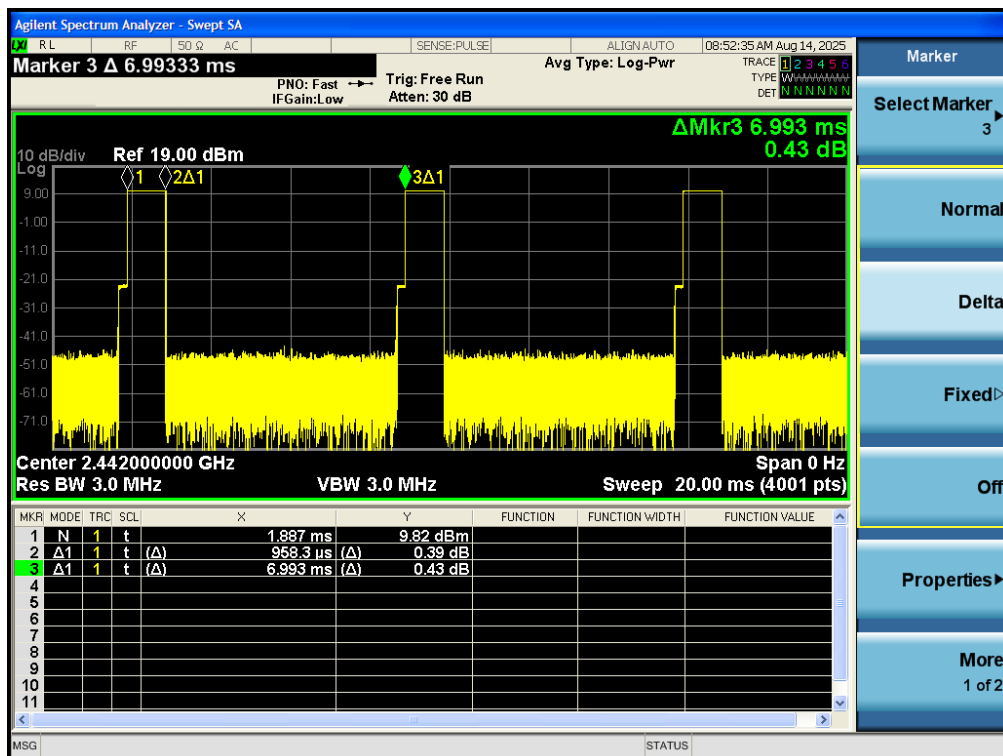 Agilent Spectrum Analyzer - Swept SA
LXI RL RF 50 Ω AC SENSE:PULSE ALIGN AUTO 08:52:35 AM Aug 14, 2025
Marker 3 Δ 6.99333 ms
PNO: Fast
IFGain:Low
Trig: Free Run
Atten: 30 dB
Avg Type: Log-Pwr
TRACE 1 2 3 4 5 6
TYPE W
DET N N N N N N
ΔMkr3 6.993 ms
0.43 dB
10 dB/div Ref 19.00 dBm
Log
1 2Δ1 3Δ1
9.00
-1.00
-11.0
-21.0
-31.0
-41.0
-51.0
-61.0
-71.0
Center 2.442000000 GHz Span 0 Hz
Res BW 3.0 MHz VBW 3.0 MHz Sweep 20.00 ms (4001 pts)
MKR MODE TRC SCL X Y FUNCTION FUNCTION WIDTH FUNCTION VALUE
1 N 1 t 1.887 ms 9.82 dBm
2 Δ1 1 t (Δ) 958.3 µs (Δ) 0.39 dB
3 Δ1 1 t (Δ) 6.993 ms (Δ) 0.43 dB
4
5
6
7
8
9
10
11
MSG STATUS
Marker
Select Marker
3
Normal
Delta
Fixed
Off
Properties
More
1 of 2